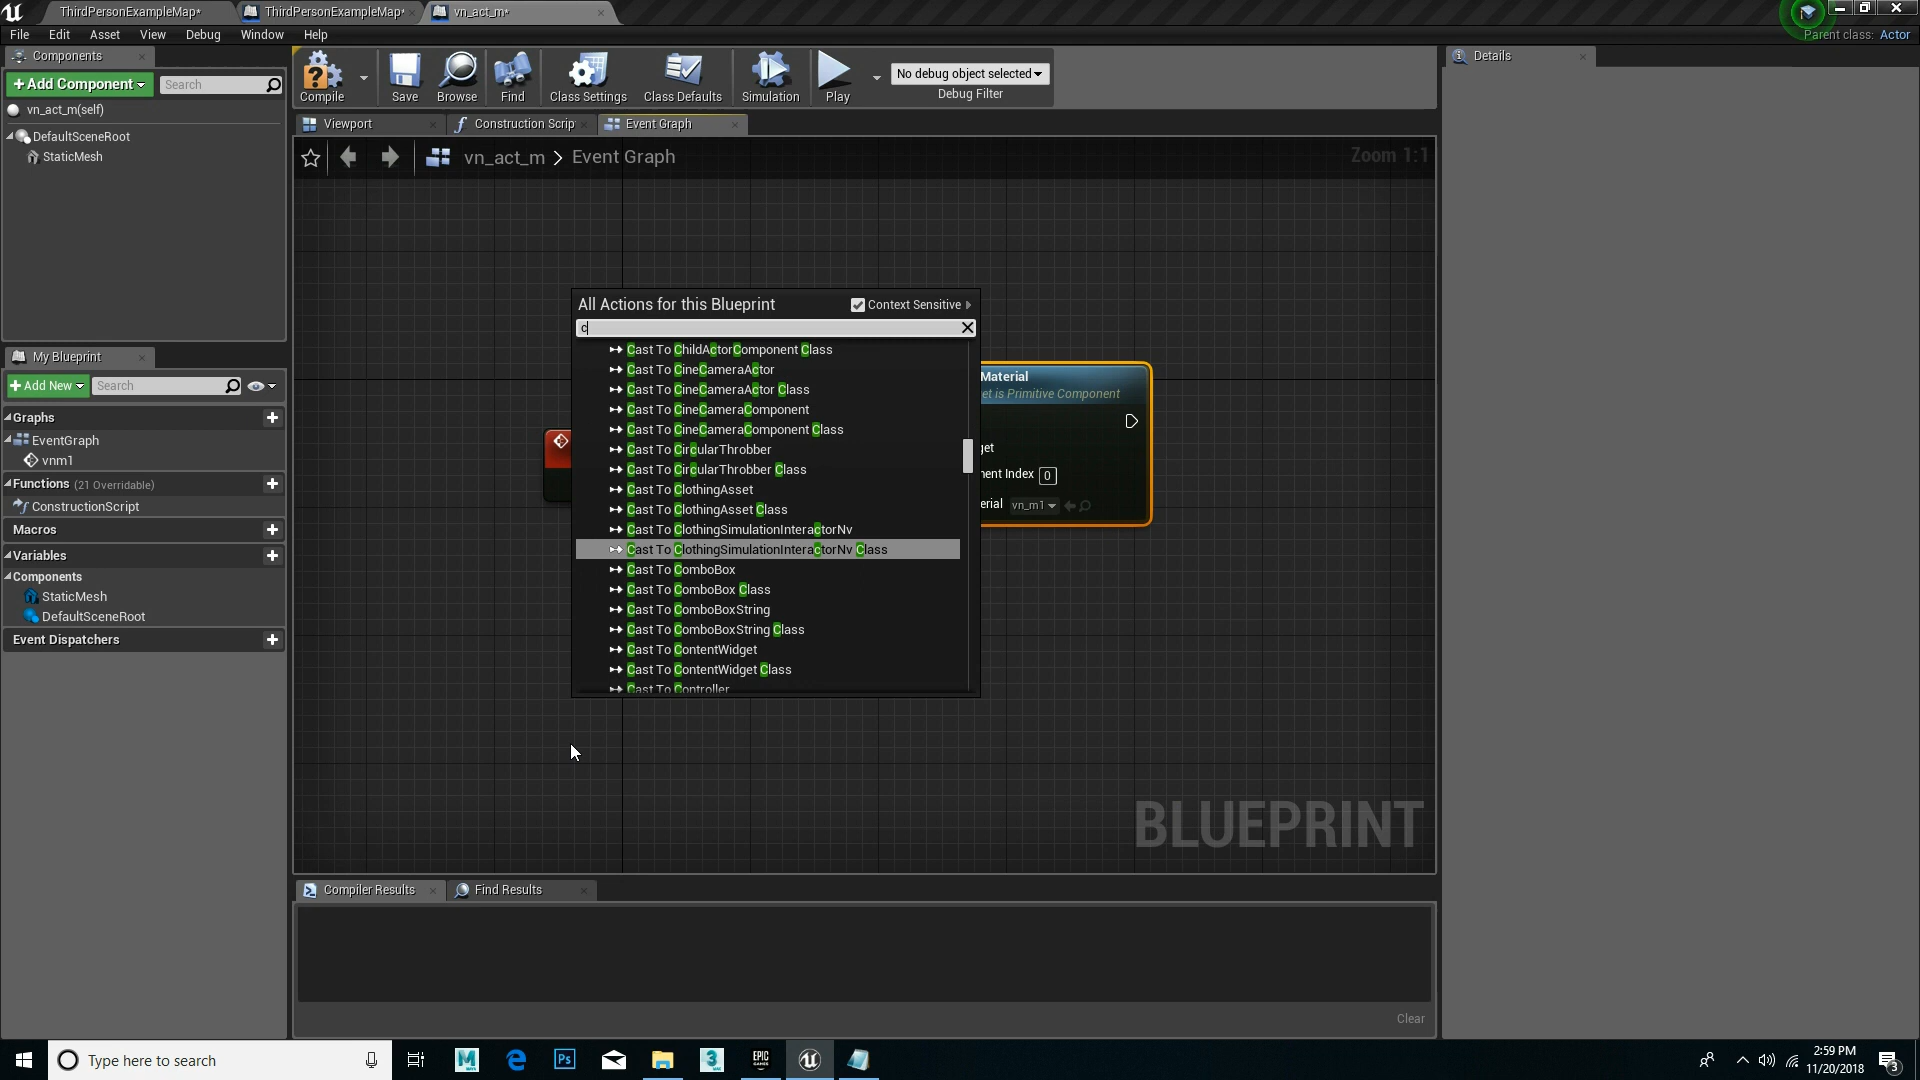 ThirdPersonExampleMap*
ThirdPersonExampleMap*
vn_act_m*
File Edit Asset View Debug Window Help
Parent class: Actor
Components
+Add Component
Search
vn_act_m(self)
DefaultSceneRoot
StaticMesh
My Blueprint
+Add New
Search
Graphs
EventGraph
vnm1
Functions (21 Overridable)
ConstructionScript
Macros
Variables
Components
StaticMesh
DefaultSceneRoot
Event Dispatchers
Compile
Save
Browse
Find
Class Settings
Class Defaults
Simulation
Play
No debug object selected
Debug Filter
Viewport
Construction Scrip
Event Graph
vn_act_m > Event Graph
Zoom 1:1
All Actions for this Blueprint
Context Sensitive
c
Cast To ChildActorComponent Class
Cast To CineCameraActor
Cast To CineCameraActor Class
Cast To CineCameraComponent
Cast To CineCameraComponent Class
Cast To CircularThrobber
Cast To CircularThrobber Class
Cast To ClothingAsset
Cast To ClothingAsset Class
Cast To ClothingSimulationInteractorNv
Cast To ClothingSimulationInteractorNv Class
Cast To ComboBox
Cast To ComboBox Class
Cast To ComboBoxString
Cast To ComboBoxString Class
Cast To ContentWidget
Cast To ContentWidget Class
Cast To Controller
Material
et is Primitive Component
get
nent Index 0
erial vn_m1
BLUEPRINT
Compiler Results
Find Results
Clear
Details
Type here to search
Ps
EPIC
GAMES
2:59 PM
11/20/2018
3